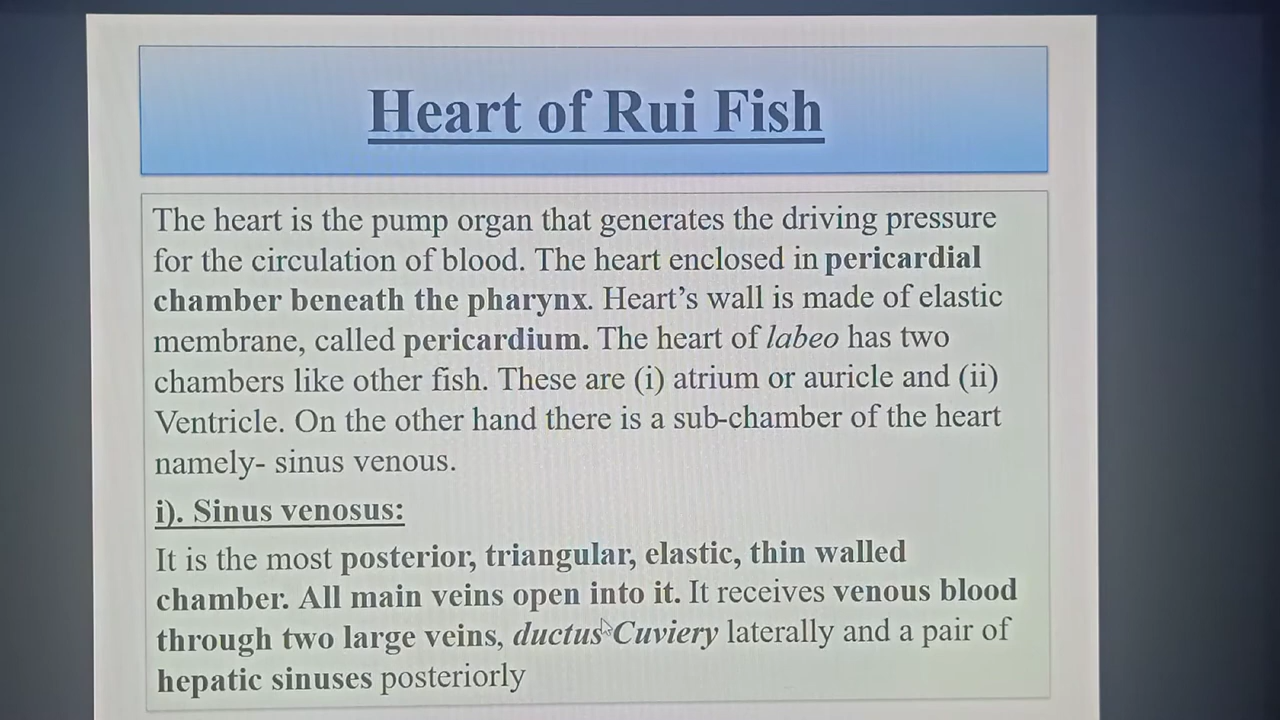 Heart of Rui Fish
The heart is the pump organ that generates the driving pressure
for the circulation of blood. The heart enclosed in pericardial
chamber beneath the pharynx. Heart's wall is made of elastic
membrane, called pericardium. The heart of labeo has two
chambers like other fish. These are (i) atrium or auricle and (ii)
Ventricle. On the other hand there is a sub-chamber of the heart
namely- sinus venous.
i). Sinus venosus:
It is the most posterior, triangular, elastic, thin walled
chamber. All main veins open into it. It receives venous blood
through two large veins, ductus Cuviery laterally and a pair of
hepatic sinuses posteriorly